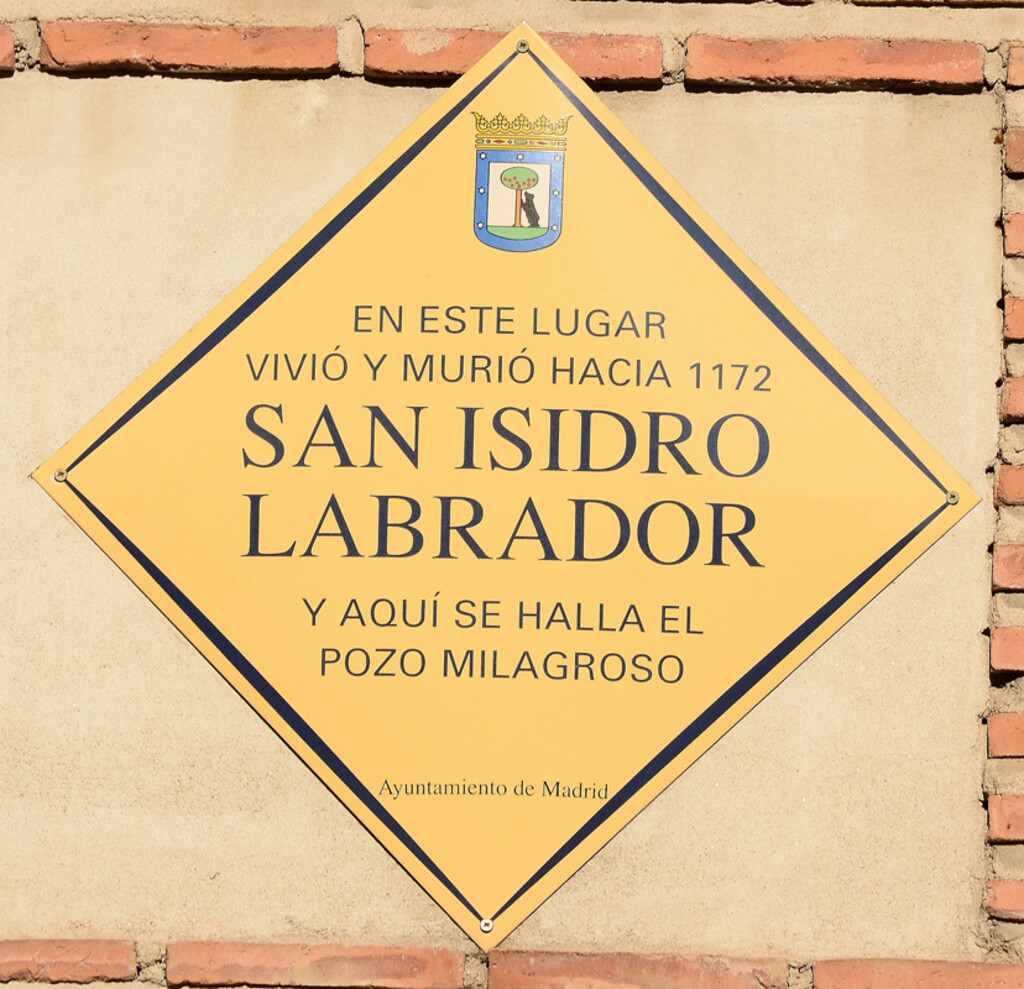 EN ESTE LUGAR
VIVIÓ Y MURIÓ HACIA 1172
SAN ISIDRO
LABRADOR
Y AQUÍ SE HALLA EL
POZO MILAGROSO
Ayuntamiento de Madrid